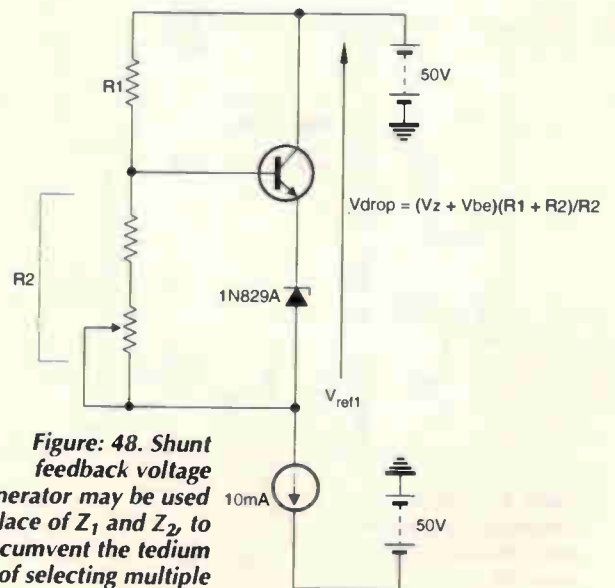 R1
50V
Vdrop = (Vz + Vbe)(R1 + R2)/R2
R2
1N829A
Vref1
10mA
50V
Figure: 48. Shunt
feedback voltage
nerator may be used
lace of Z1 and Z2, to
cumvent the tedium
of selecting multiple